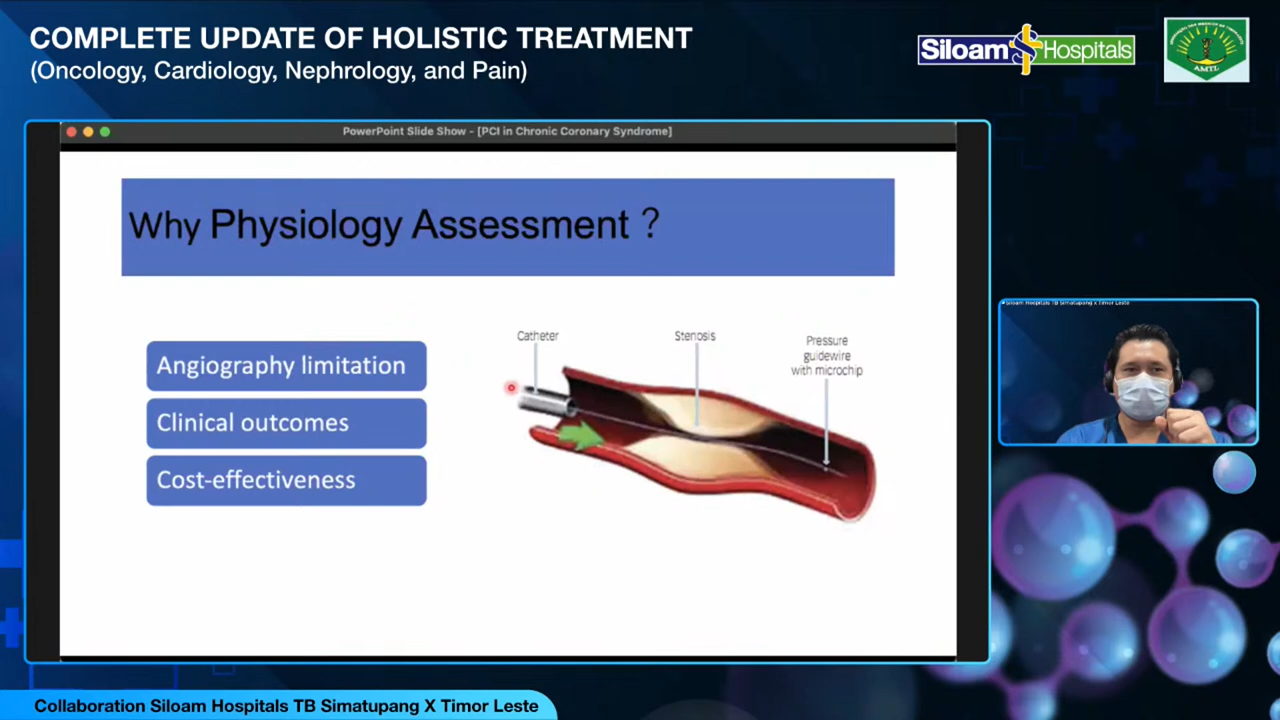 COMPLETE UPDATE OF HOLISTIC TREATMENT
(Oncology, Cardiology, Nephrology, and Pain)
Siloam Hospitals
AMTL
PowerPoint Slide Show - [PCI in Chronic Coronary Syndrome]
Why Physiology Assessment ?
Angiography limitation
Clinical outcomes
Cost-effectiveness
Catheter
Stenosis
Pressure
guidewire
with microchip
Siloam Hospitals TB Simatupang X Timor Leste
Collaboration Siloam Hospitals TB Simatupang X Timor Leste